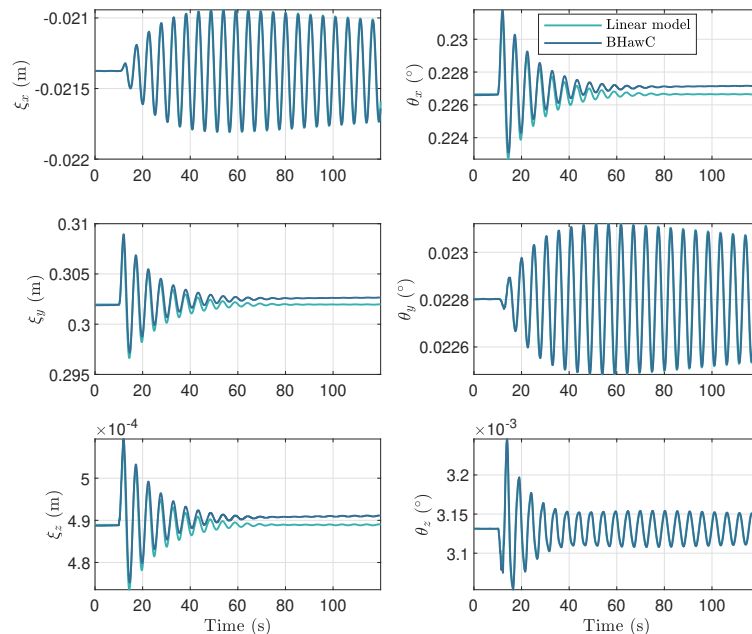 -0.021
-0.0215
-0.022
ξx (m)
0 20 40 60 80 100
0.23
0.228
0.226
0.224
θx (°)
Linear model
BHawC
0 20 40 60 80 100
0.31
0.305
0.3
0.295
ξy (m)
0 20 40 60 80 100
0.023
0.0228
0.0226
θy (°)
0 20 40 60 80 100
×10⁻⁴
5
4.9
4.8
ξz (m)
0 20 40 60 80 100
Time (s)
×10⁻³
3.2
3.15
3.1
θz (°)
0 20 40 60 80 100
Time (s)